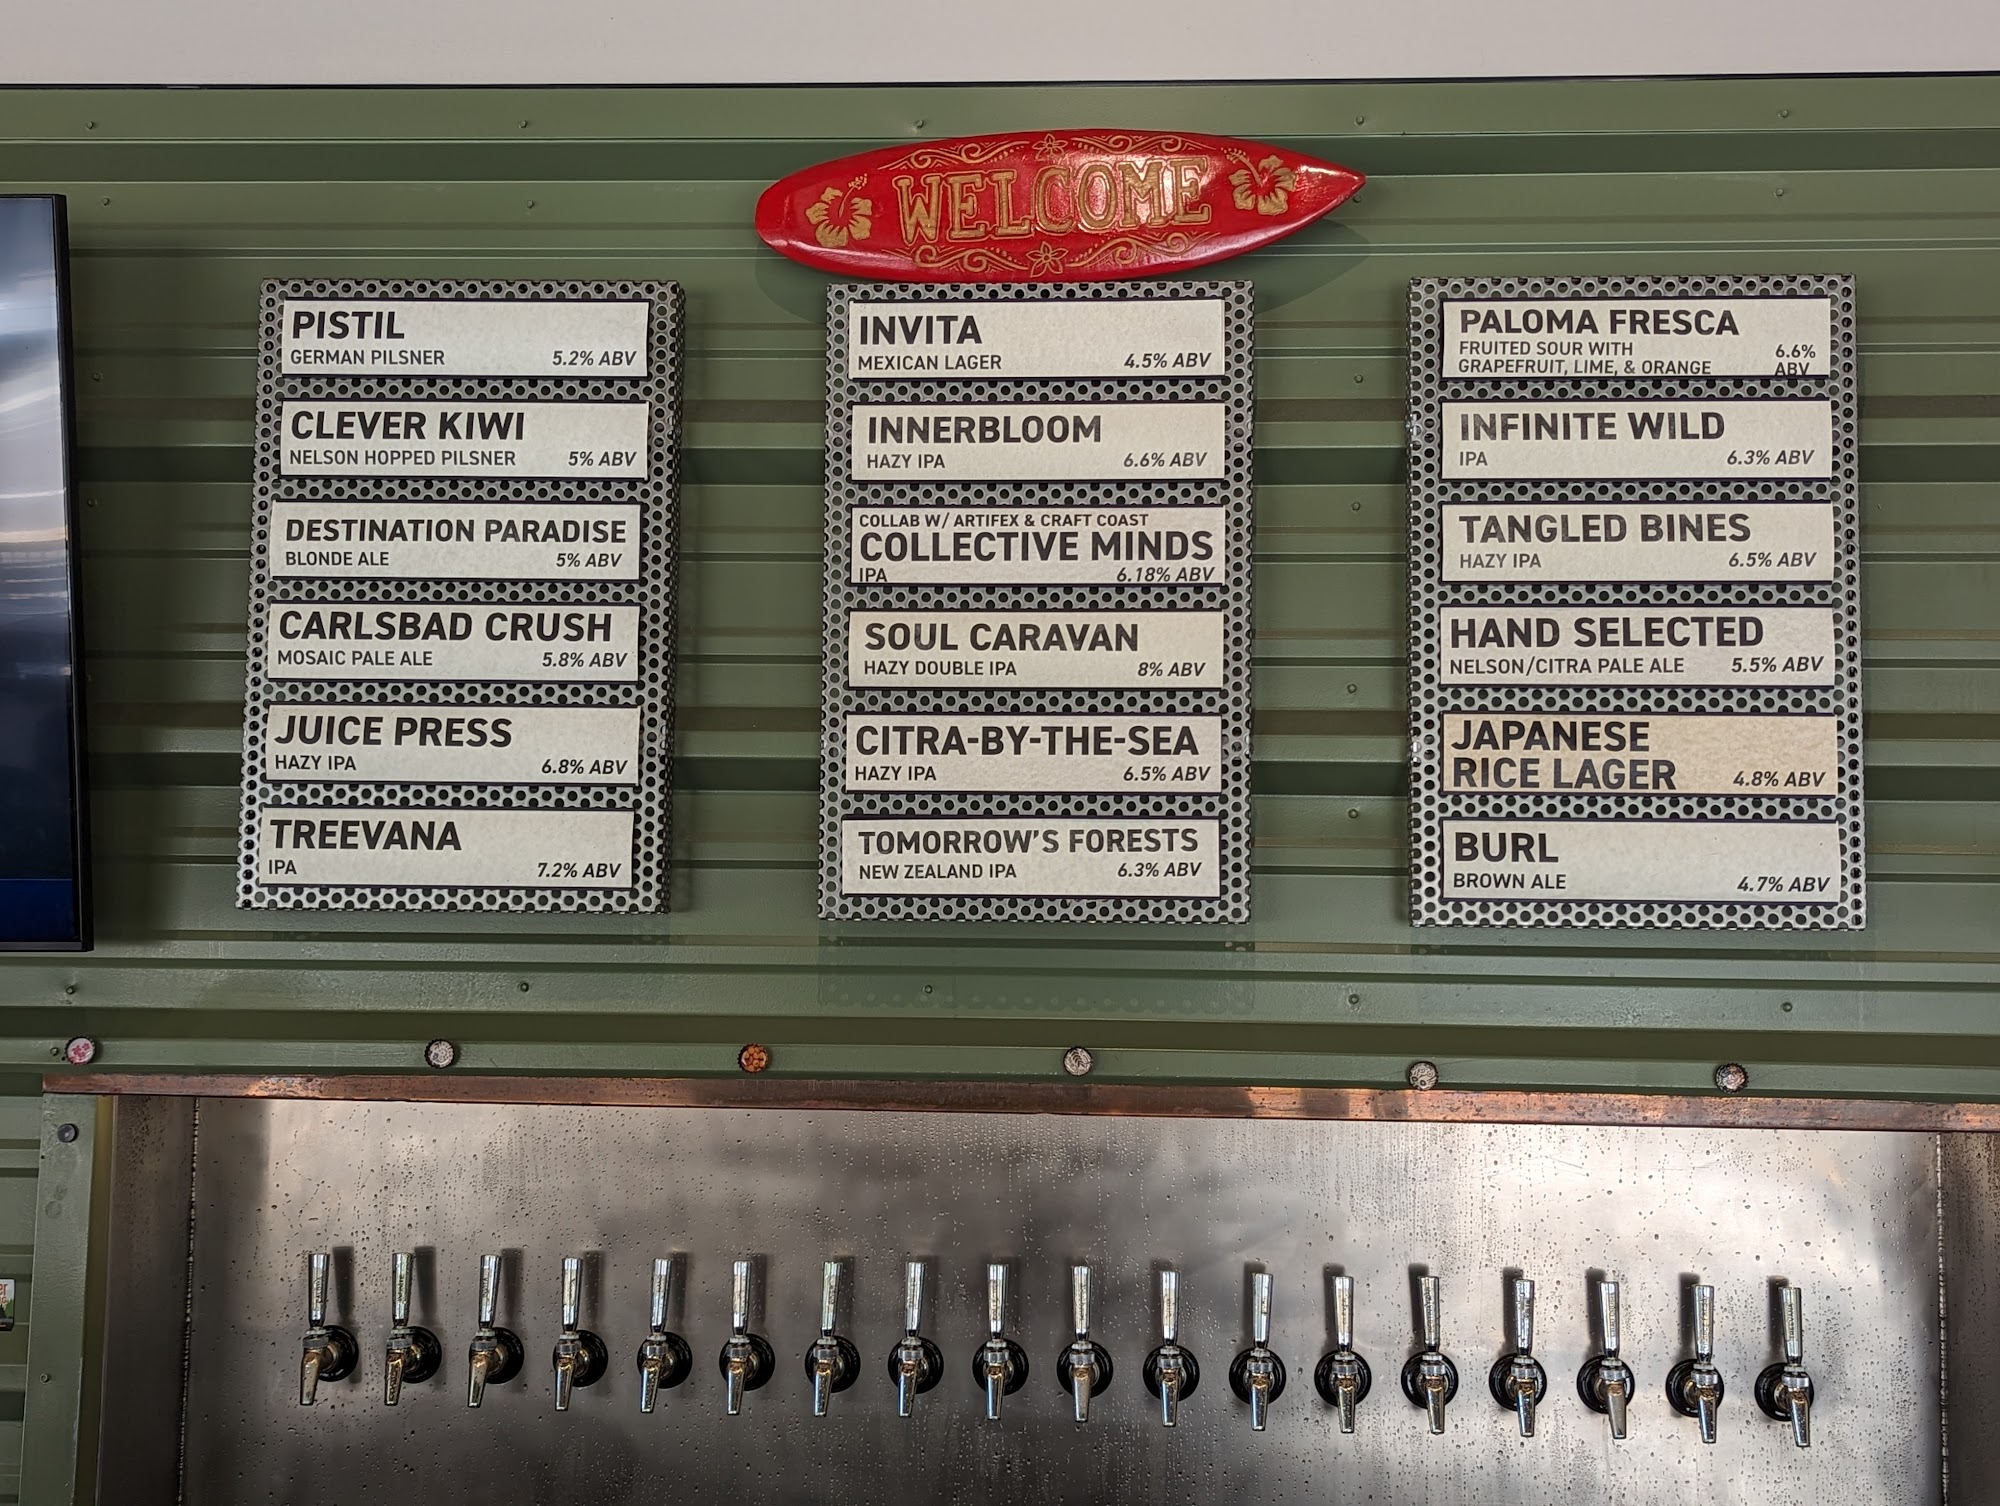 WELCOME
PISTIL
GERMAN PILSNER 5.2% ABV
CLEVER KIWI
NELSON HOPPED PILSNER 5% ABV
DESTINATION PARADISE
BLONDE ALE 5% ABV
CARLSBAD CRUSH
MOSAIC PALE ALE 5.8% ABV
JUICE PRESS
HAZY IPA 6.8% ABV
TREEVANA
IPA 7.2% ABV
INVITA
MEXICAN LAGER 4.5% ABV
INNERBLOOM
HAZY IPA 6.6% ABV
COLLAB W/ ARTIFEX & CRAFT COAST
COLLECTIVE MINDS
IPA 6.18% ABV
SOUL CARAVAN
HAZY DOUBLE IPA 8% ABV
CITRA-BY-THE-SEA
HAZY IPA 6.5% ABV
TOMORROW'S FORESTS
NEW ZEALAND IPA 6.3% ABV
PALOMA FRESCA
FRUITED SOUR WITH 6.6%
GRAPEFRUIT, LIME, & ORANGE ABV
INFINITE WILD
IPA 6.3% ABV
TANGLED BINES
HAZY IPA 6.5% ABV
HAND SELECTED
NELSON/CITRA PALE ALE 5.5% ABV
JAPANESE
RICE LAGER 4.8% ABV
BURL
BROWN ALE 4.7% ABV